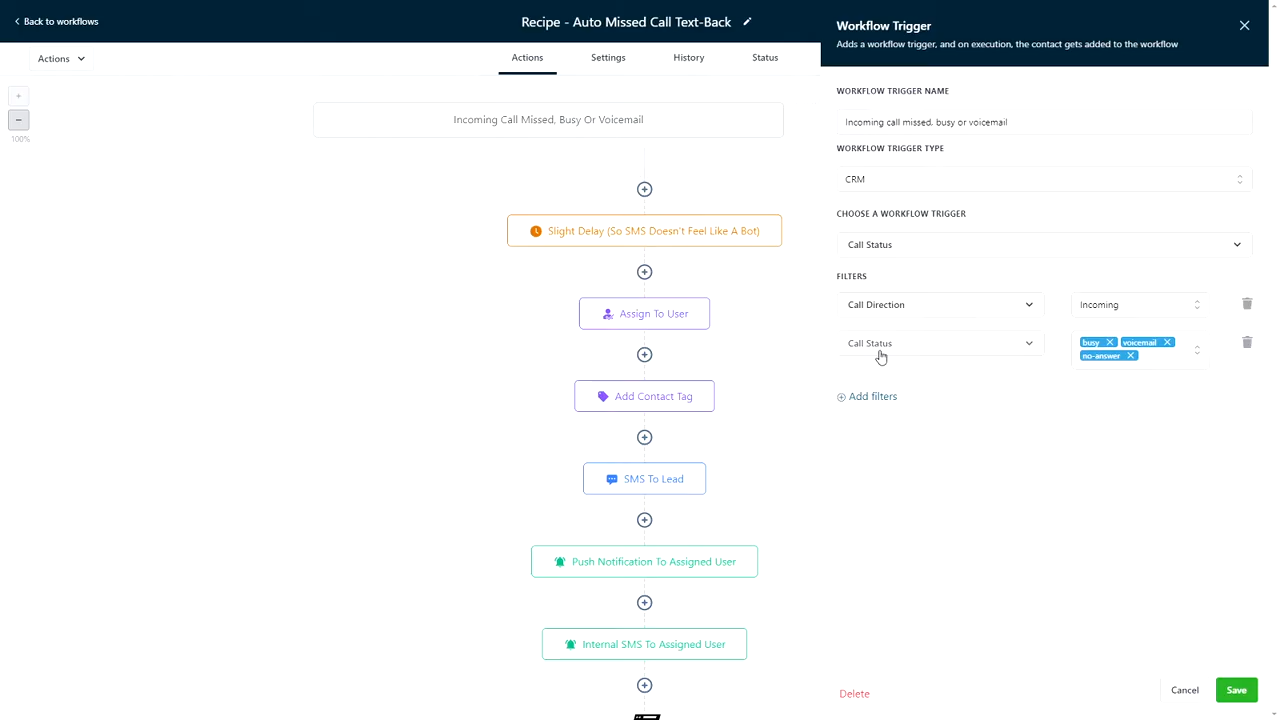 Back to workflows
Recipe - Auto Missed Call Text-Back
Actions
Actions
Settings
History
Status
100%
Incoming Call Missed, Busy Or Voicemail
Slight Delay (So SMS Doesn't Feel Like A Bot)
Assign To User
Add Contact Tag
SMS To Lead
Push Notification To Assigned User
Internal SMS To Assigned User
Workflow Trigger
Adds a workflow trigger, and on execution, the contact gets added to the workflow
WORKFLOW TRIGGER NAME
Incoming call missed, busy or voicemail
WORKFLOW TRIGGER TYPE
CRM
CHOOSE A WORKFLOW TRIGGER
Call Status
FILTERS
Call Direction
Incoming
Call Status
busy voicemail
no-answer
Add filters
Delete
Cancel
Save